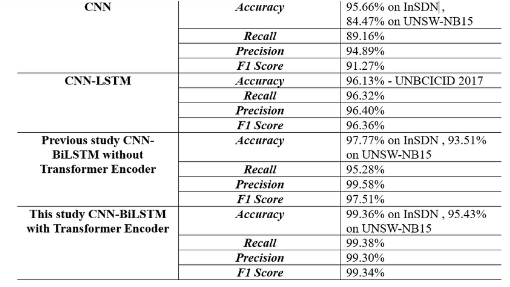 CNN Accuracy 95.66% on InSDN ,
84.47% on UNSW-NB15
Recall 89.16%
Precision 94.89%
F1 Score 91.27%
CNN-LSTM Accuracy 96.13% - UNBCICID 2017
Recall 96.32%
Precision 96.40%
F1 Score 96.36%
Previous study CNN- Accuracy 97.77% on InSDN , 93.51%
BiLSTM without on UNSW-NB15
Transformer Encoder Recall 95.28%
Precision 99.58%
F1 Score 97.51%
This study CNN-BiLSTM Accuracy 99.36% on InSDN , 95.43%
with Transformer Encoder on UNSW-NB15
Recall 99.38%
Precision 99.30%
F1 Score 99.34%